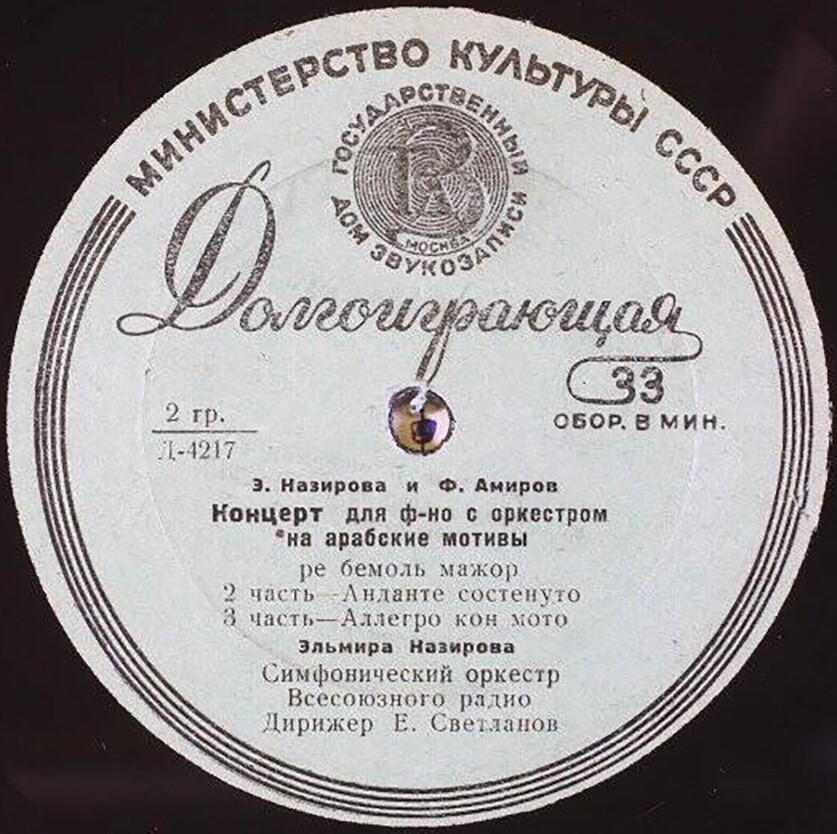 МИНИСТЕРСТВО КУЛЬТУРЫ СССР
ГОСУДАРСТВЕННЫЙ
ДОМ ЗВУКОЗАПИСИ
МОСКВА
Долгоиграющая
33
ОБОР. В МИН.
2 гр.
Д-4217
Э. Назирова и Ф. Амиров
Концерт для ф-но с оркестром
на арабские мотивы
ре бемоль мажор
2 часть—Анданте состенуто
3 часть—Аллегро кон мото
Эльмира Назирова
Симфонический оркестр
Всесоюзного радио
Дирижер Е. Светланов